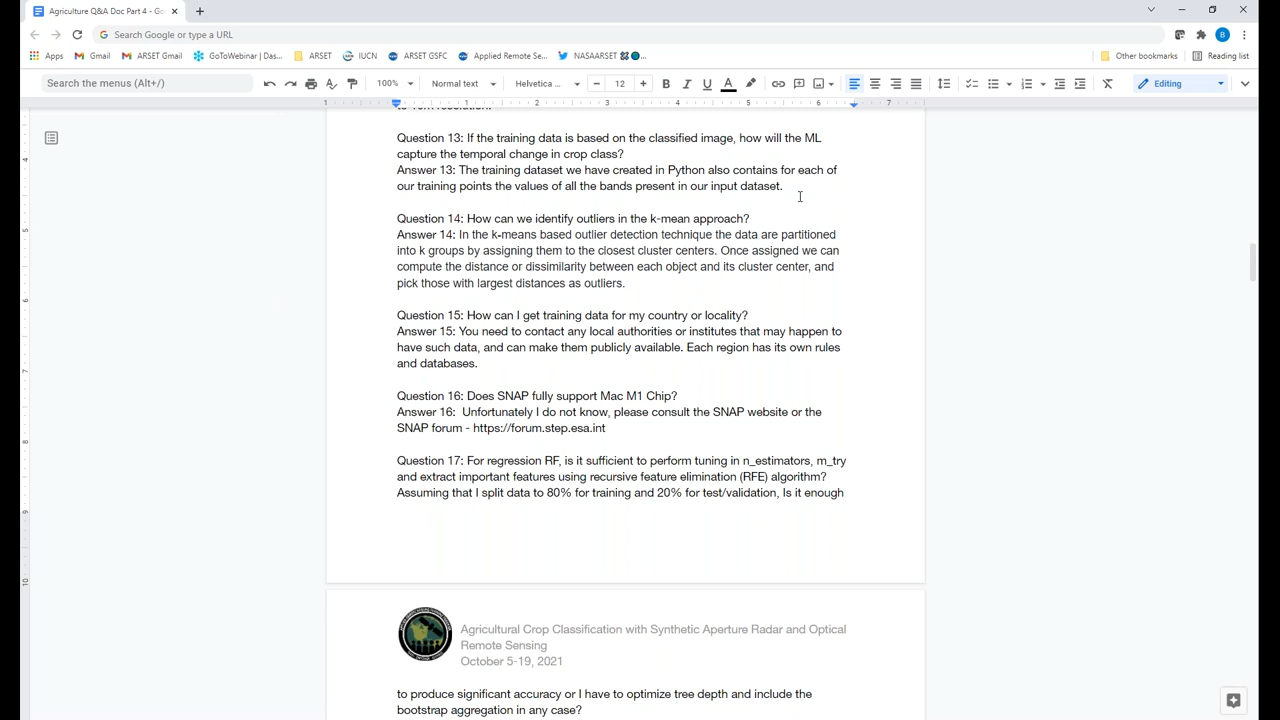 Agriculture Q&A Doc Part 4 - Go
Search Google or type a URL
B
Apps
Gmail
ARSET Gmail
GoToWebinar | Das...
ARSET
IUCN
ARSET GSFC
Applied Remote Se...
NASAARSET
Other bookmarks
Reading list
Search the menus (Alt+/)
100%
Normal text
Helvetica ...
12
B I U A
Editing
1 1 2 3 4 5 6 7
Question 13: If the training data is based on the classified image, how will the ML
capture the temporal change in crop class?
Answer 13: The training dataset we have created in Python also contains for each of
our training points the values of all the bands present in our input dataset.
Question 14: How can we identify outliers in the k-mean approach?
Answer 14: In the k-means based outlier detection technique the data are partitioned
into k groups by assigning them to the closest cluster centers. Once assigned we can
compute the distance or dissimilarity between each object and its cluster center, and
pick those with largest distances as outliers.
Question 15: How can I get training data for my country or locality?
Answer 15: You need to contact any local authorities or institutes that may happen to
have such data, and can make them publicly available. Each region has its own rules
and databases.
Question 16: Does SNAP fully support Mac M1 Chip?
Answer 16:  Unfortunately I do not know, please consult the SNAP website or the
SNAP forum - https://forum.step.esa.int
Question 17: For regression RF, is it sufficient to perform tuning in n_estimators, m_try
and extract important features using recursive feature elimination (RFE) algorithm?
Assuming that I split data to 80% for training and 20% for test/validation, Is it enough
Agricultural Crop Classification with Synthetic Aperture Radar and Optical
Remote Sensing
October 5-19, 2021
to produce significant accuracy or I have to optimize tree depth and include the
bootstrap aggregation in any case?